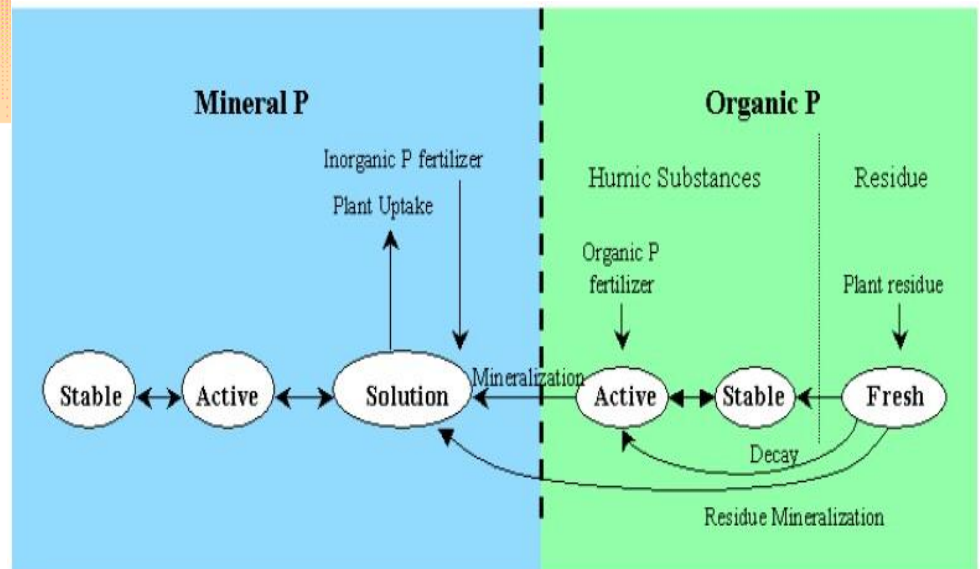 Mineral P
Organic P
Inorganic P fertilizer
Plant Uptake
Humic Substances
Residue
Organic P
fertilizer
Plant residue
Stable
Active
Solution
Mineralization
Active
Stable
Fresh
Decay
Residue Mineralization